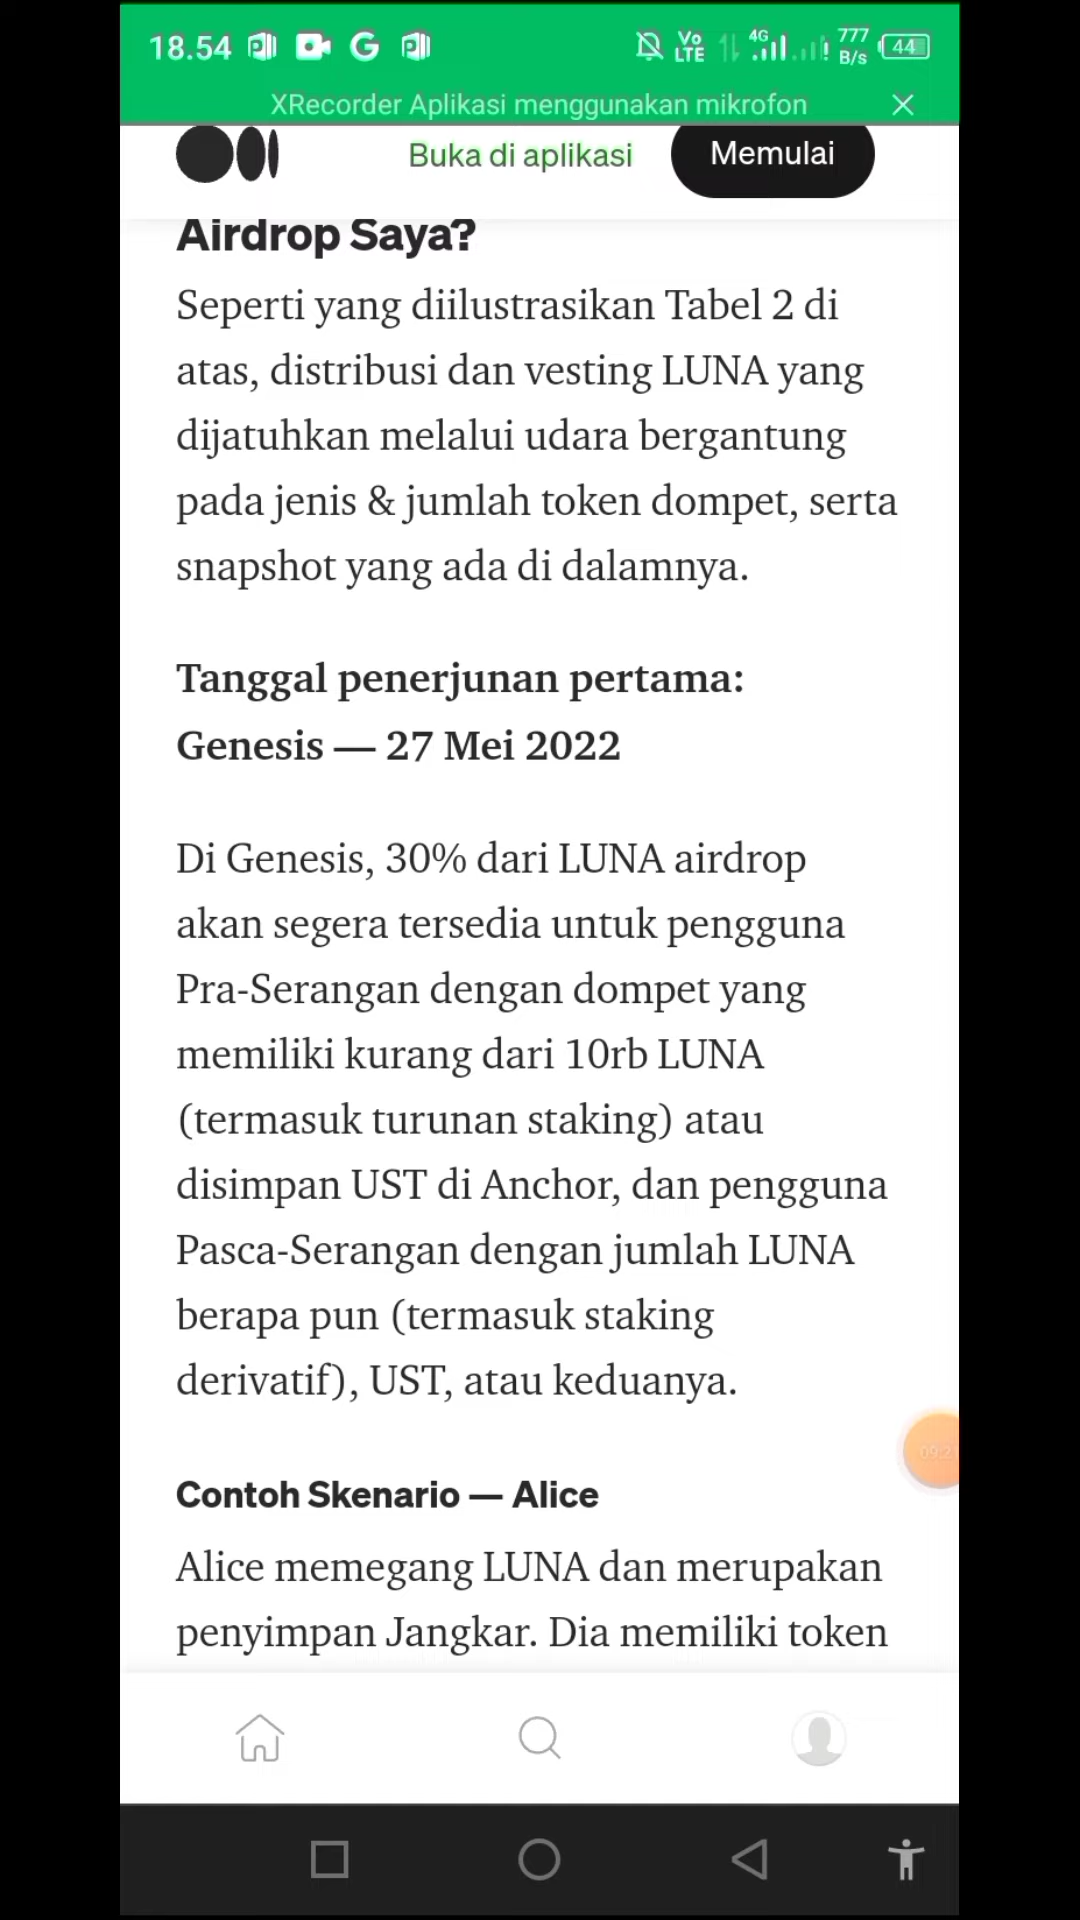 18.54
Vo
LTE
4G
777
B/s
44
XRecorder Aplikasi menggunakan mikrofon
Buka di aplikasi
Memulai
Airdrop Saya?
Seperti yang diilustrasikan Tabel 2 di
atas, distribusi dan vesting LUNA yang
dijatuhkan melalui udara bergantung
pada jenis & jumlah token dompet, serta
snapshot yang ada di dalamnya.
Tanggal penerjunan pertama:
Genesis — 27 Mei 2022
Di Genesis, 30% dari LUNA airdrop
akan segera tersedia untuk pengguna
Pra-Serangan dengan dompet yang
memiliki kurang dari 10rb LUNA
(termasuk turunan staking) atau
disimpan UST di Anchor, dan pengguna
Pasca-Serangan dengan jumlah LUNA
berapa pun (termasuk staking
derivatif), UST, atau keduanya.
Contoh Skenario — Alice
Alice memegang LUNA dan merupakan
penyimpan Jangkar. Dia memiliki token